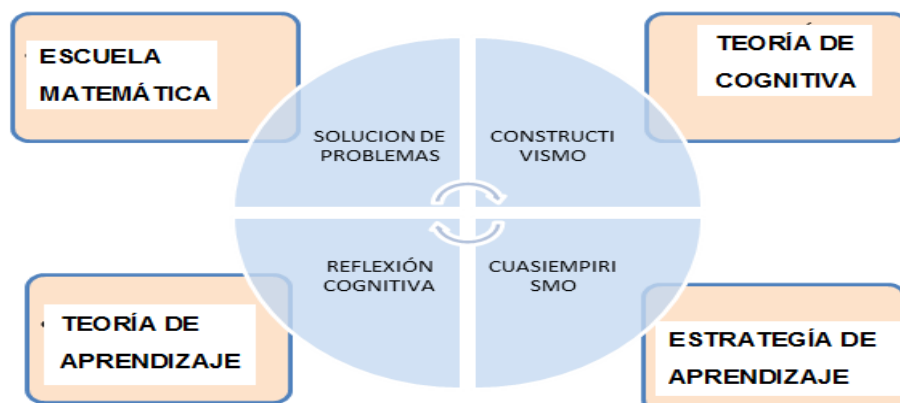 ESCUELA
MATEMÁTICA
TEORÍA DE
COGNITIVA
SOLUCION DE
PROBLEMAS
CONSTRUCTI
VISMO
REFLEXIÓN
COGNITIVA
CUASIEMPIRI
SMO
TEORÍA DE
APRENDIZAJE
ESTRATEGÍA DE
APRENDIZAJE